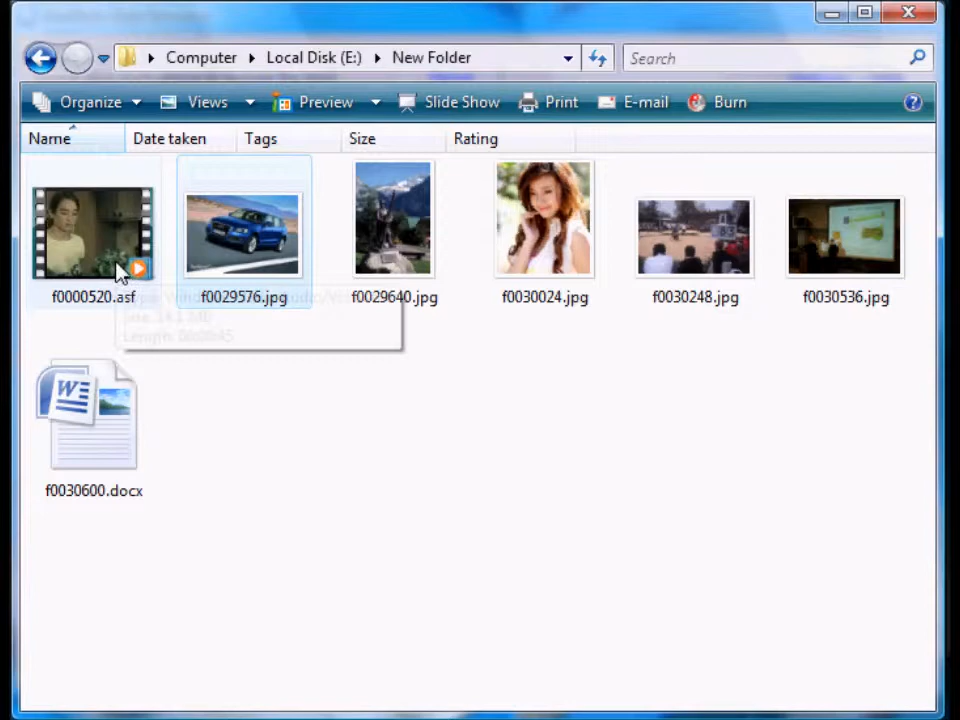 Computer Local Disk (E:) New Folder Search
Organize Views Preview Slide Show Print E-mail Burn
Name Date taken Tags Size Rating
f0000520.asf f0029576.jpg f0029640.jpg f0030024.jpg f0030248.jpg f0030536.jpg
f0030600.docx